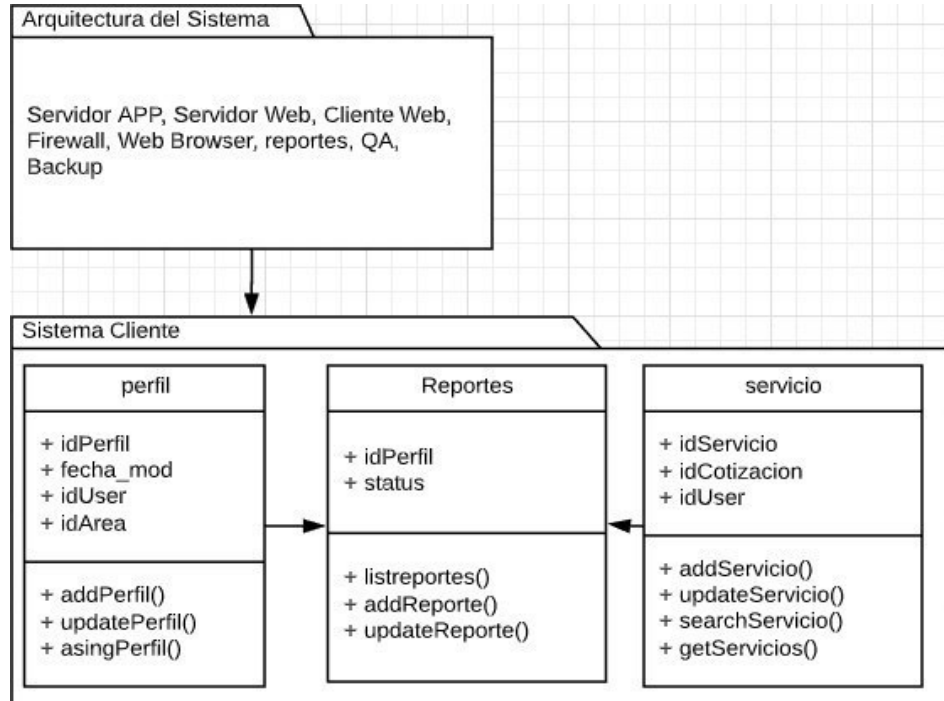 Arquitectura del Sistema
Servidor APP, Servidor Web, Cliente Web,
Firewall, Web Browser, reportes, QA,
Backup
Sistema Cliente
perfil
+ idPerfil
+ fecha_mod
+ idUser
+ idArea
+ addPerfil()
+ updatePerfil()
+ asingPerfil()
Reportes
+ idPerfil
+ status
+ listreportes()
+ addReporte()
+ updateReporte()
servicio
+ idServicio
+ idCotizacion
+ idUser
+ addServicio()
+ updateServicio()
+ searchServicio()
+ getServicios()